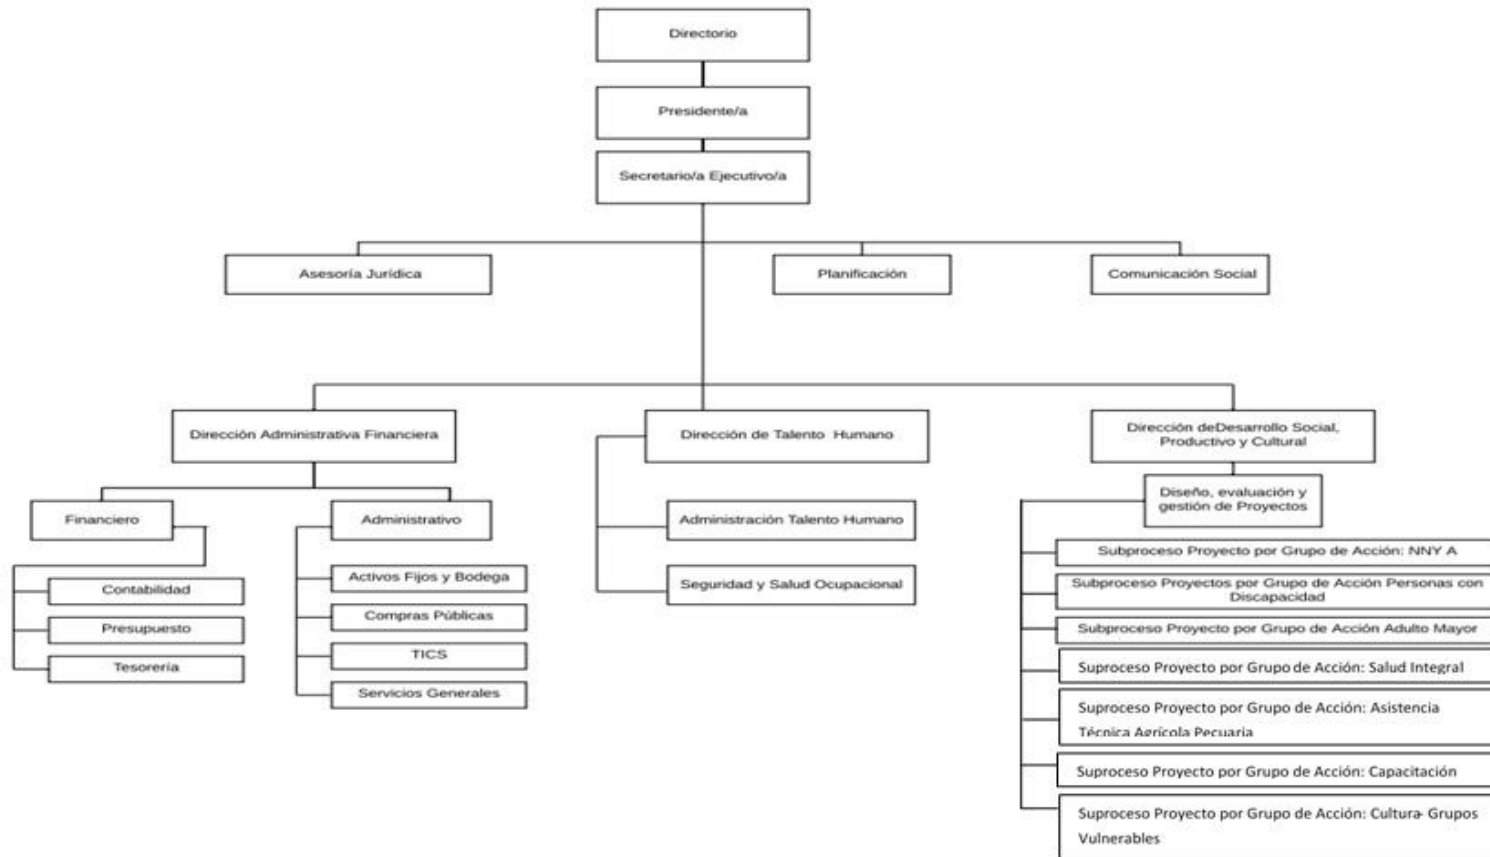 Directorio
Presidente/a
Secretario/a Ejecutivo/a
Asesoría Jurídica
Planificación
Comunicación Social
Dirección Administrativa Financiera
Dirección de Talento Humano
Dirección deDesarrollo Social,
Productivo y Cultural
Financiero
Contabilidad
Presupuesto
Tesorería
Administrativo
Activos Fijos y Bodega
Compras Públicas
TICS
Servicios Generales
Administración Talento Humano
Seguridad y Salud Ocupacional
Diseño, evaluación y
gestión de Proyectos
Subproceso Proyecto por Grupo de Acción: NNY A
Subproceso Proyectos por Grupo de Acción Personas con
Discapacidad
Subproceso Proyecto por Grupo de Acción Adulto Mayor
Suproceso Proyecto por Grupo de Acción: Salud Integral
Suproceso Proyecto por Grupo de Acción: Asistencia
Técnica Agrícola Pecuaria
Suproceso Proyecto por Grupo de Acción: Capacitación
Suproceso Proyecto por Grupo de Acción: Cultura- Grupos
Vulnerables